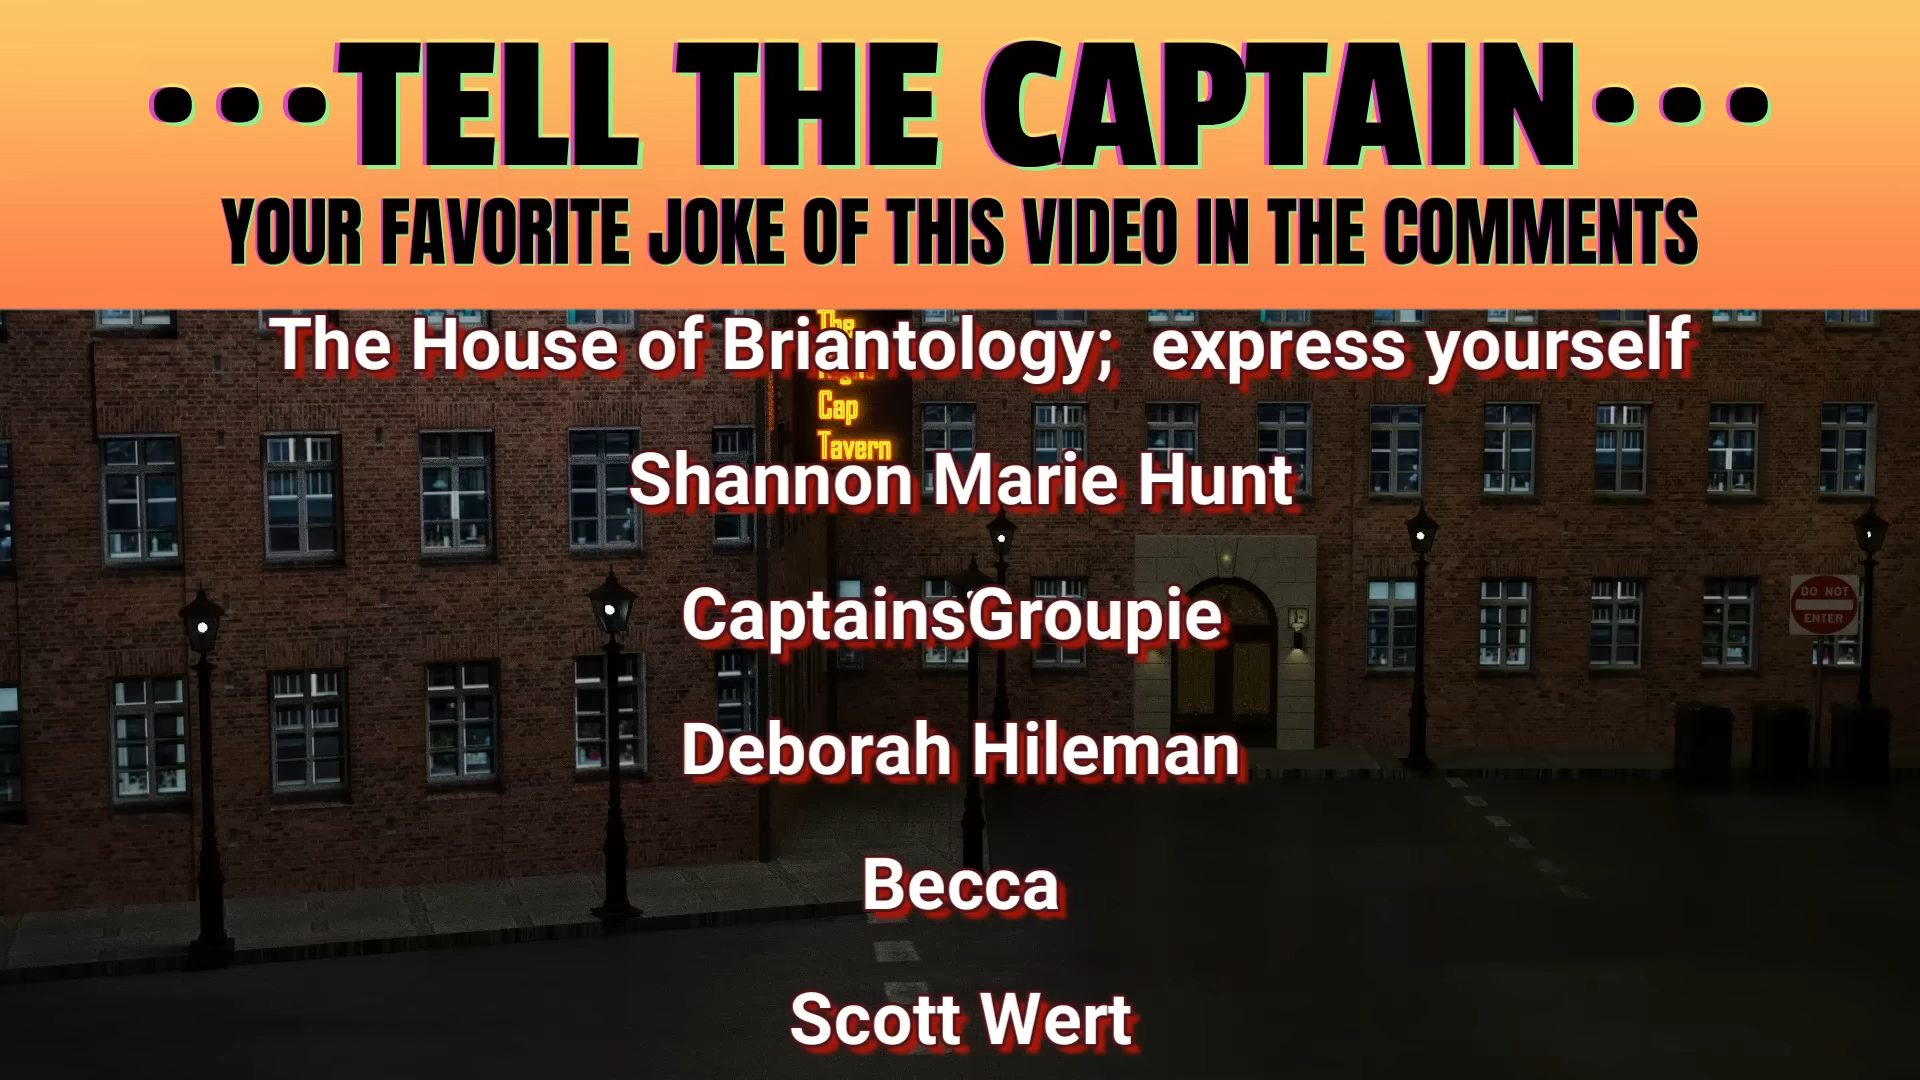 ...TELL THE CAPTAIN...
YOUR FAVORITE JOKE OF THIS VIDEO IN THE COMMENTS
The House of Briantology;  express yourself
The
Cap
Tavern
Shannon Marie Hunt
CaptainsGroupie
DO NOT
ENTER
Deborah Hileman
Becca
Scott Wert